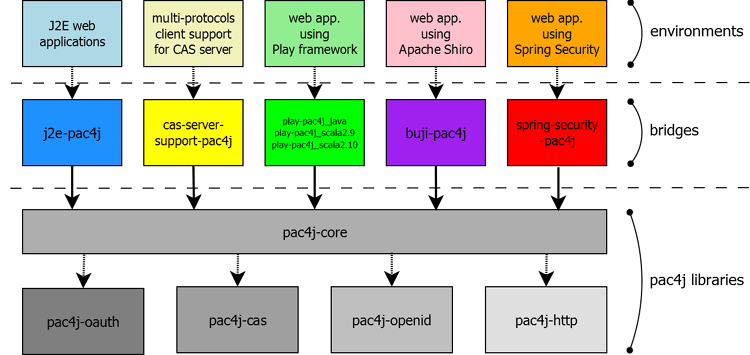 J2E web
applications
multi-protocols
client support
for CAS server
web app.
using
Play framework
web app.
using
Apache Shiro
web app.
using
Spring Security
environments
j2e-pac4j
cas-server-
support-pac4j
play-pac4j_java
play-pac4j_scala2.9
play-pac4j_scala2.10
buji-pac4j
spring-security
-pac4j
bridges
pac4j-core
pac4j libraries
pac4j-oauth
pac4j-cas
pac4j-openid
pac4j-http